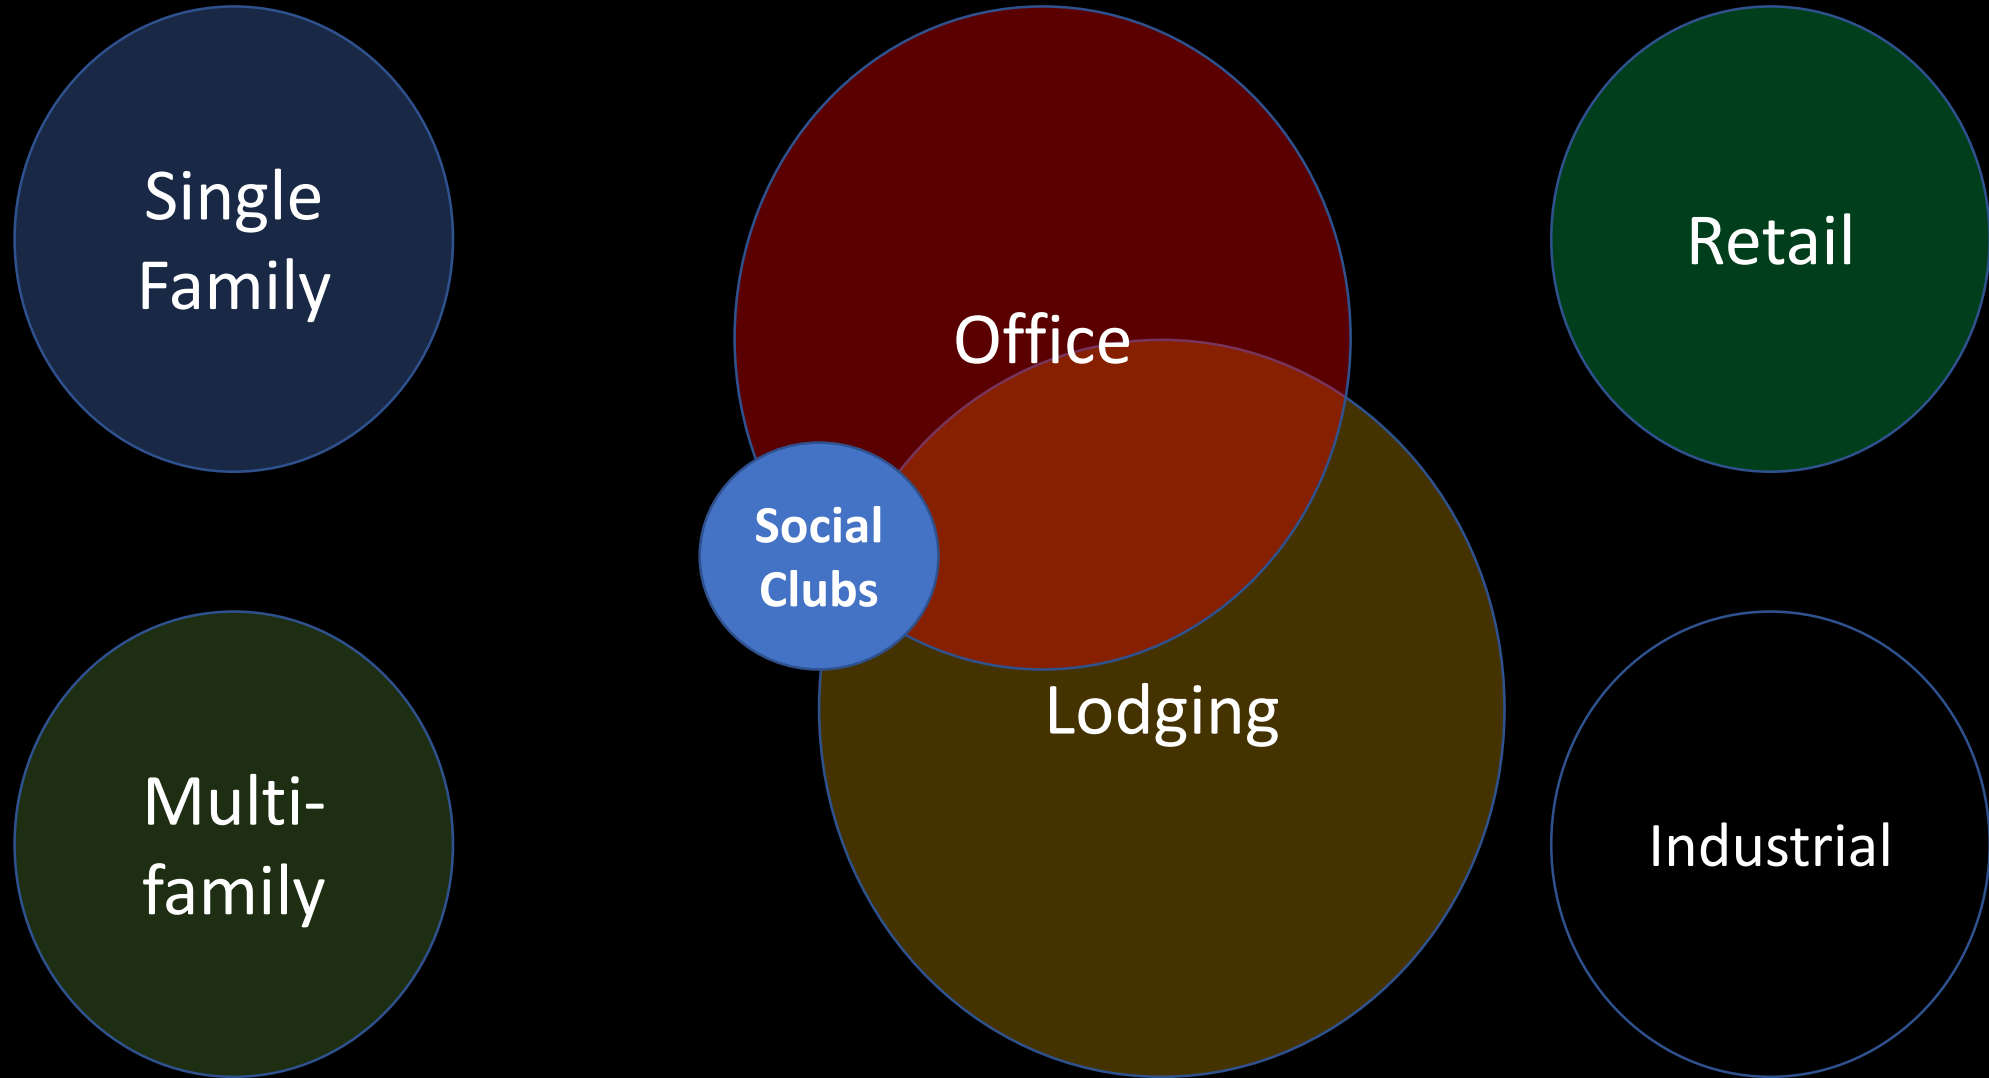 Single
Family
Office
Retail
Social
Clubs
Lodging
Multi-
family
Industrial